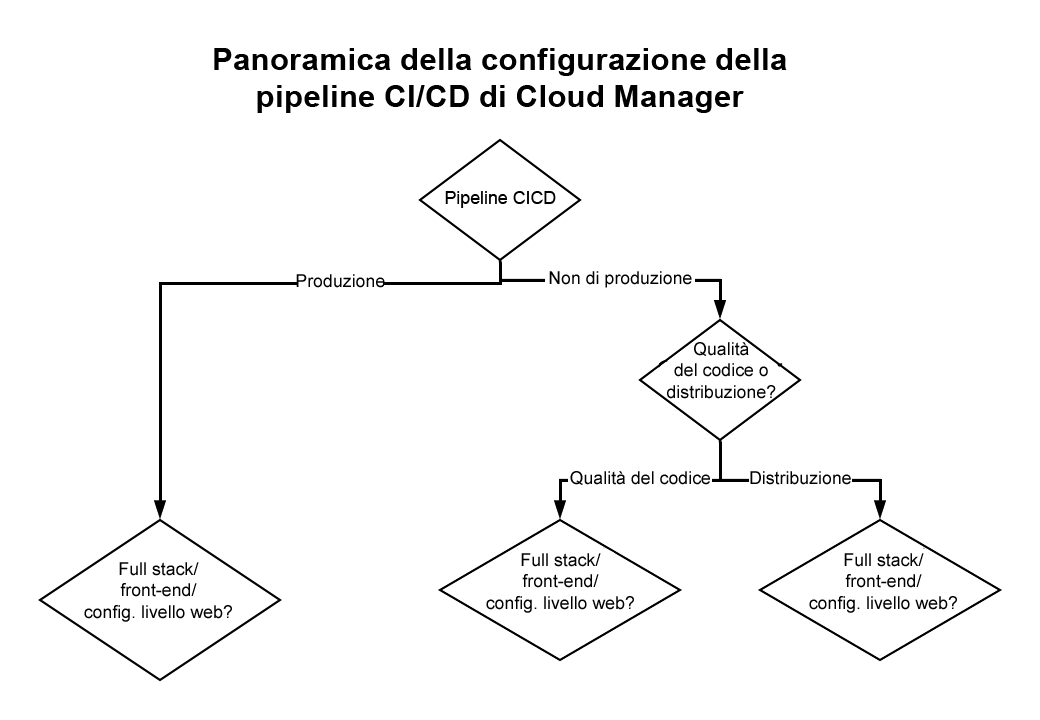 Panoramica della configurazione della
pipeline CI/CD di Cloud Manager
Pipeline CICD
Produzione
Non di produzione
Qualità
del codice o
distribuzione?
Qualità del codice
Distribuzione
Full stack/
front-end/
config. livello web?
Full stack/
front-end/
config. livello web?
Full stack/
front-end/
config. livello web?